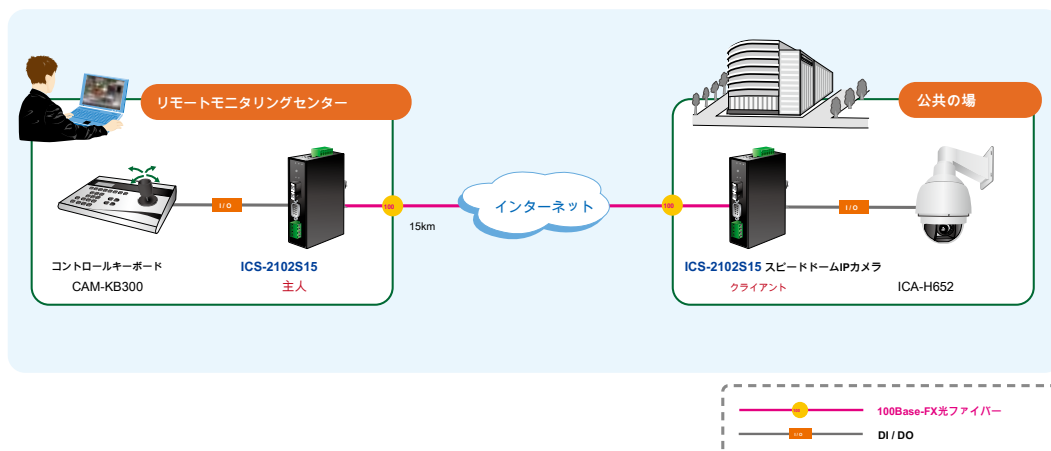 リモートモニタリングセンター
公共の場
I / O
100
15km
インターネット
100
I / O
コントロールキーボード
CAM-KB300
ICS-2102S15
主人
ICS-2102S15 スピードドームIPカメラ
クライアント
ICA-H652
100
100Base-FX光ファイバー
I / O
DI / DO